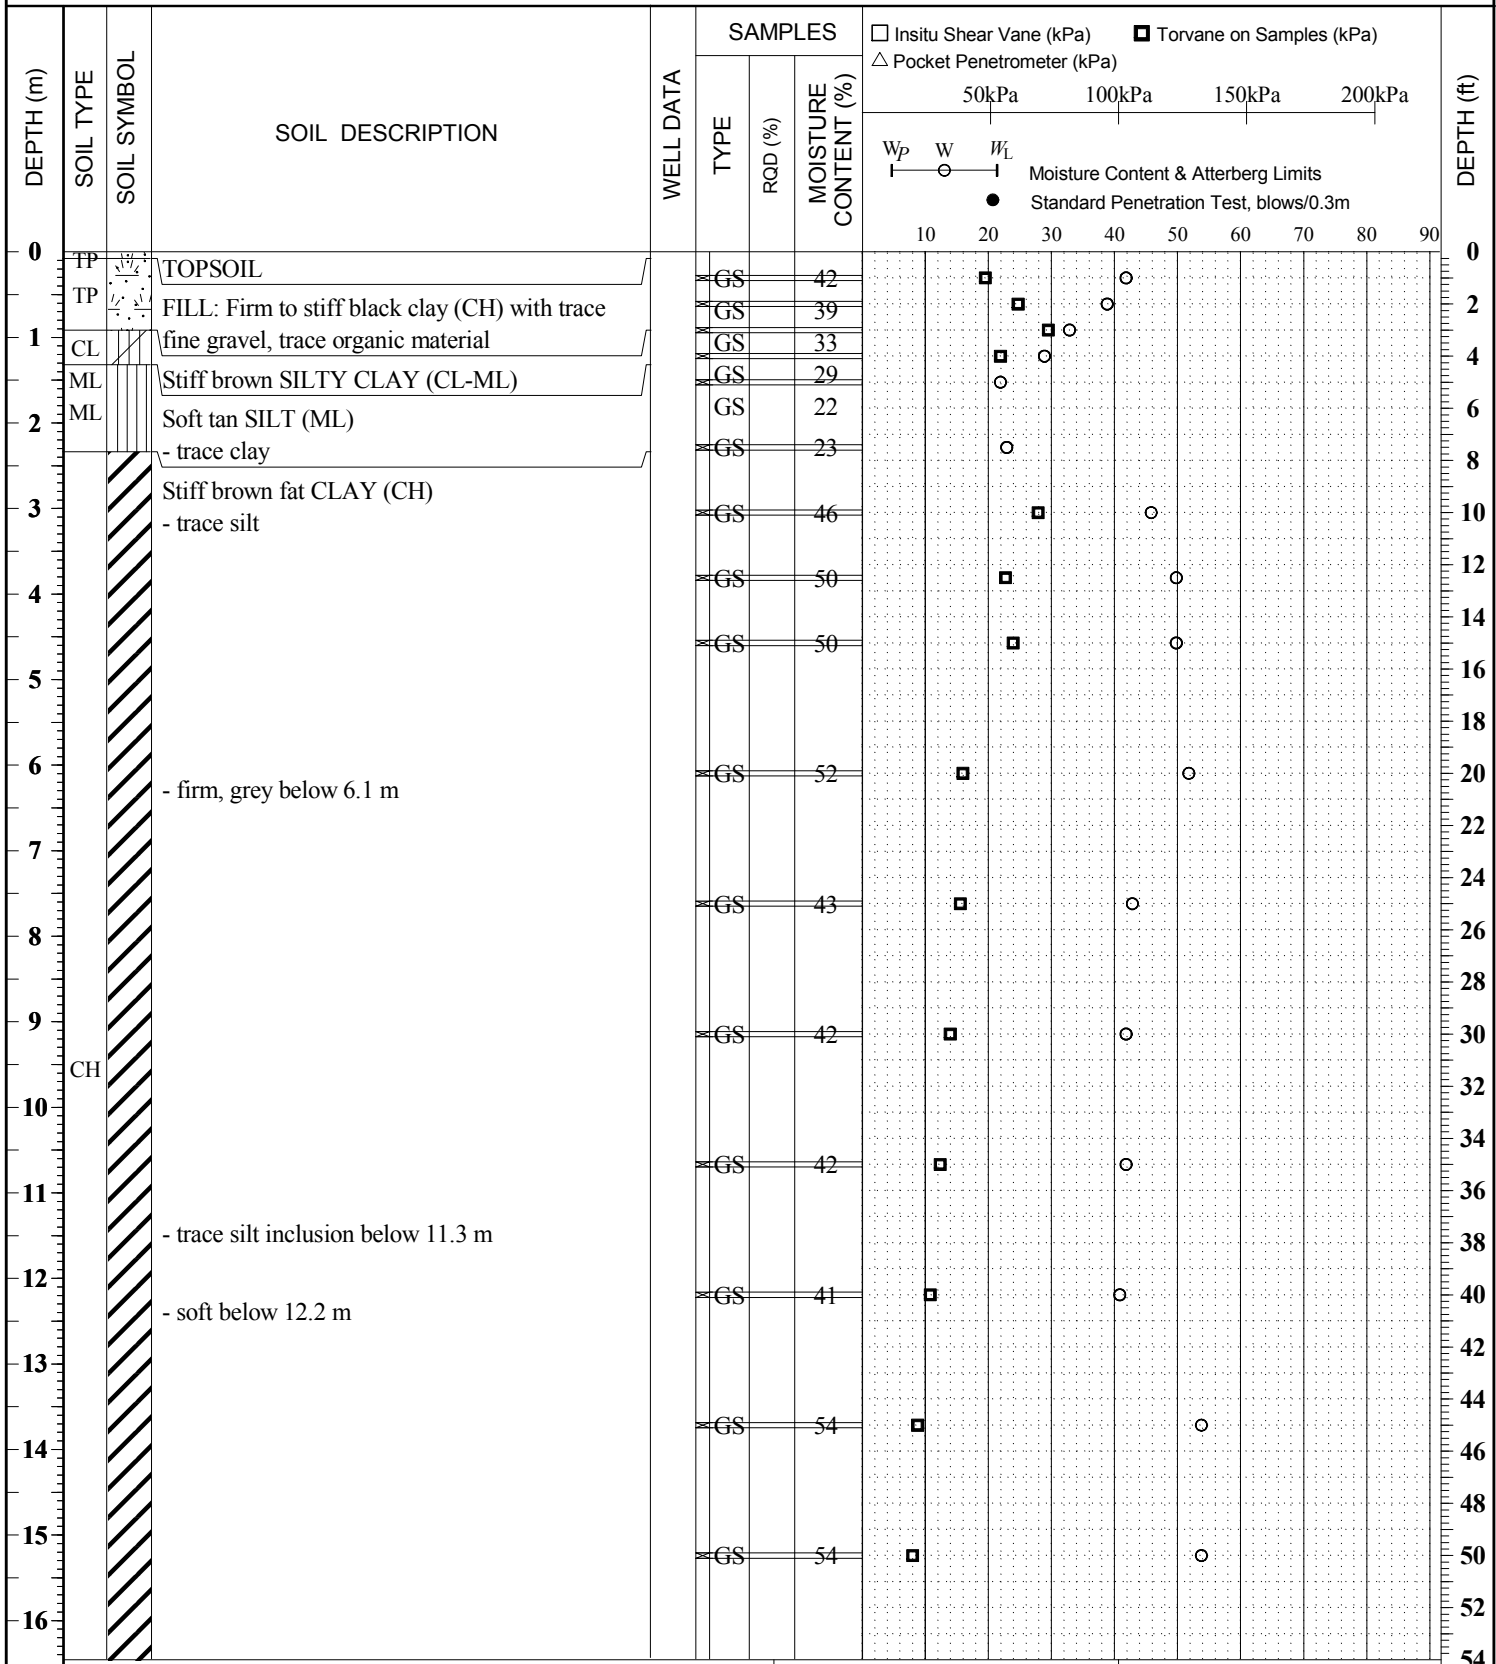 DEPTH (m)
SOIL TYPE
SOIL SYMBOL
SOIL DESCRIPTION
WELL DATA
SAMPLES
TYPE
RQD (%)
MOISTURE
CONTENT (%)
Insitu Shear Vane (kPa)
Torvane on Samples (kPa)
Pocket Penetrometer (kPa)
50kPa 100kPa 150kPa 200kPa
WP W WL
Moisture Content & Atterberg Limits
Standard Penetration Test, blows/0.3m
10 20 30 40 50 60 70 80 90
DEPTH (ft)
0 0
TP TOPSOIL
GS 42
TP FILL: Firm to stiff black clay (CH) with trace
GS 39 2
1 fine gravel, trace organic material
CL GS 33 4
ML Stiff brown SILTY CLAY (CL-ML) GS 29
ML Soft tan SILT (ML) GS 22 6
2
- trace clay GS 23 8
Stiff brown fat CLAY (CH)
3 GS 46 10
- trace silt
GS 50 12
4
14
GS 50 16
5
18
6 GS 52 20
- firm, grey below 6.1 m
22
7
24
GS 43
8 26
28
9 GS 42 30
CH
32
10
34
GS 42
11 36
- trace silt inclusion below 11.3 m 38
12 GS 41 40
- soft below 12.2 m
42
13
44
GS 54
14 46
48
15 GS 54 50
16 52
54